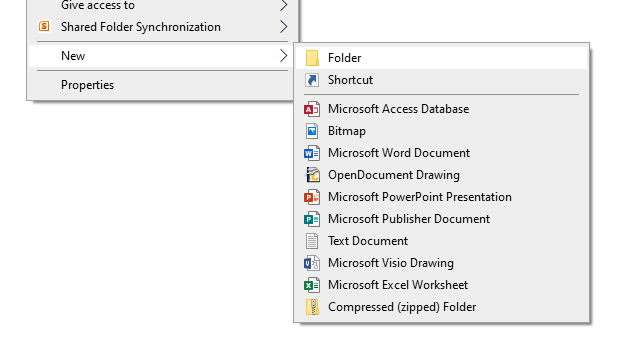 Give access to
Shared Folder Synchronization
New
Properties
Folder
Shortcut
Microsoft Access Database
Bitmap
Microsoft Word Document
OpenDocument Drawing
Microsoft PowerPoint Presentation
Microsoft Publisher Document
Text Document
Microsoft Visio Drawing
Microsoft Excel Worksheet
Compressed (zipped) Folder